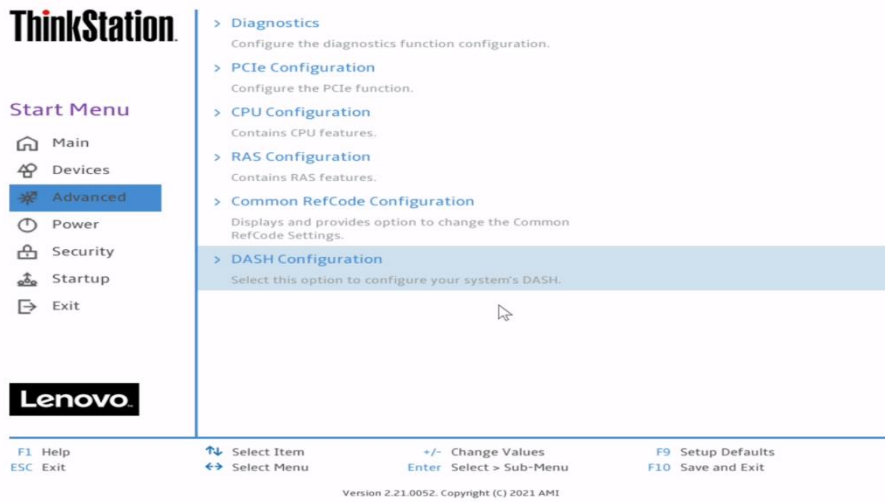 ThinkStation
Start Menu
Main
Devices
Advanced
Power
Security
Startup
Exit
Lenovo.
> Diagnostics
Configure the diagnostics function configuration.
> PCIe Configuration
Configure the PCIe function.
> CPU Configuration
Contains CPU features.
> RAS Configuration
Contains RAS features.
> Common RefCode Configuration
Displays and provides option to change the Common
RefCode Settings.
> DASH Configuration
Select this option to configure your system's DASH.
F1 Help
ESC Exit
↑↓ Select Item
↔ Select Menu
+/- Change Values
Enter Select > Sub-Menu
F9 Setup Defaults
F10 Save and Exit
Version 2.21.0052. Copyright (C) 2021 AMI